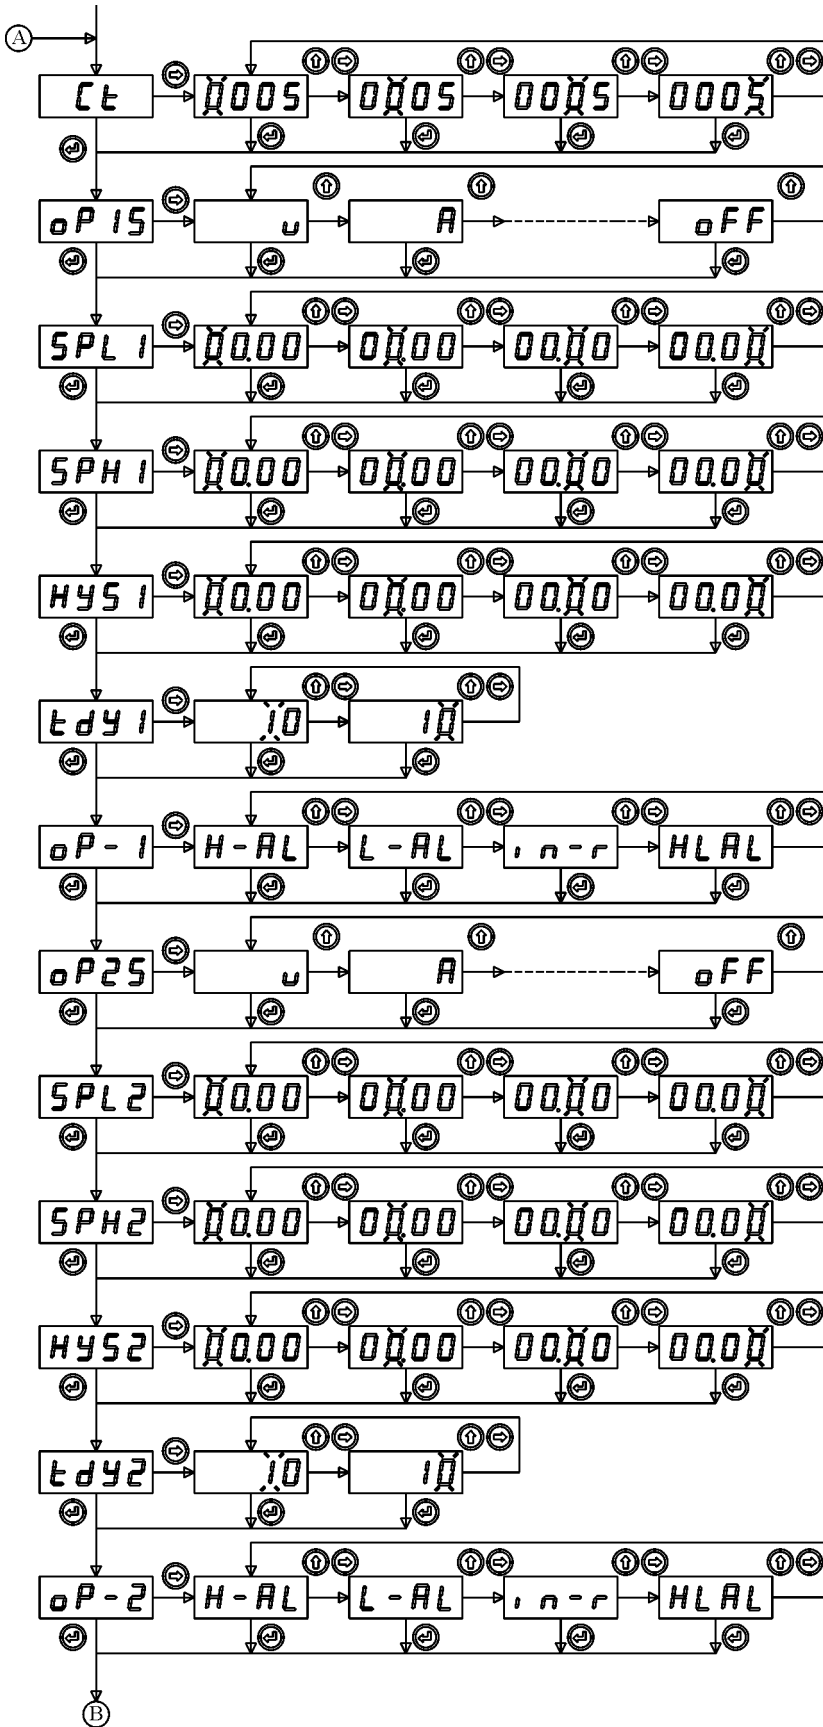 A
Ct 0005 0005 0005 0005
oP1S u A oFF
SPL1 00.00 00.00 00.00 00.00
SPH1 00.00 00.00 00.00 00.00
HYS1 00.00 00.00 00.00 00.00
tdy1 10 10
oP-1 H-AL L-AL in-r HLAL
oP2S u A oFF
SPL2 00.00 00.00 00.00 00.00
SPH2 00.00 00.00 00.00 00.00
HYS2 00.00 00.00 00.00 00.00
tdy2 10 10
oP-2 H-AL L-AL in-r HLAL
B